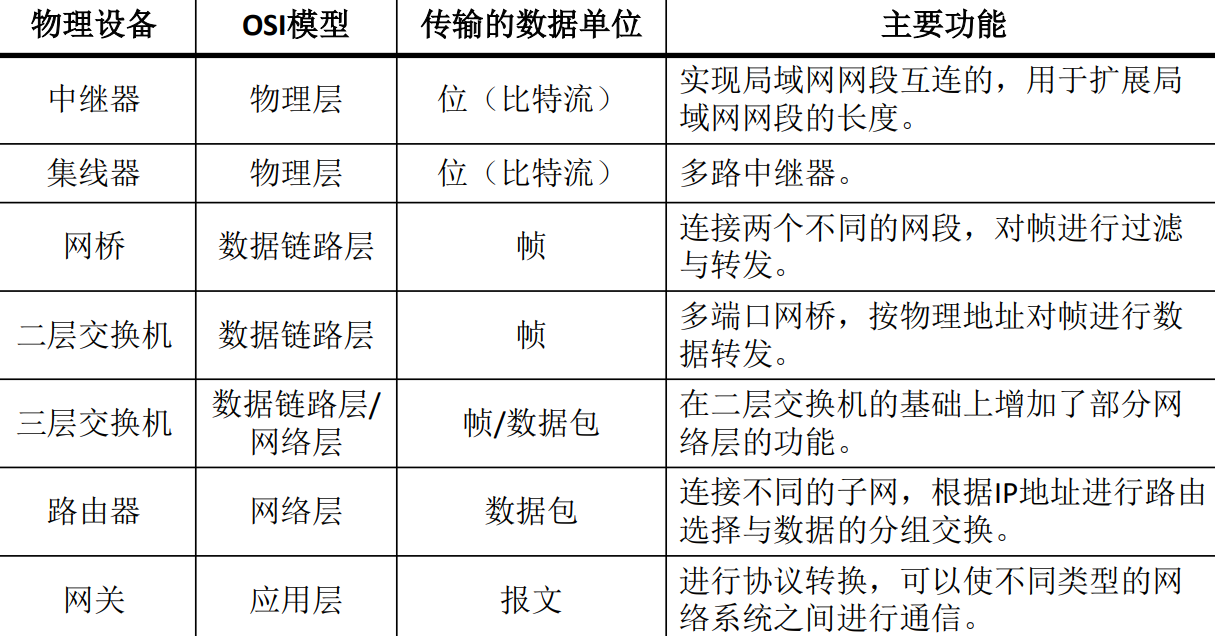 物理设备 OSI模型 传输的数据单位 主要功能
中继器 物理层 位（比特流） 实现局域网网段互连的，用于扩展局
域网网段的长度。
集线器 物理层 位（比特流） 多路中继器。
网桥 数据链路层 帧 连接两个不同的网段，对帧进行过滤
与转发。
二层交换机 数据链路层 帧 多端口网桥，按物理地址对帧进行数
据转发。
三层交换机 数据链路层/
网络层 帧/数据包 在二层交换机的基础上增加了部分网
络层的功能。
路由器 网络层 数据包 连接不同的子网，根据IP地址进行路由
选择与数据的分组交换。
网关 应用层 报文 进行协议转换，可以使不同类型的网
络系统之间进行通信。